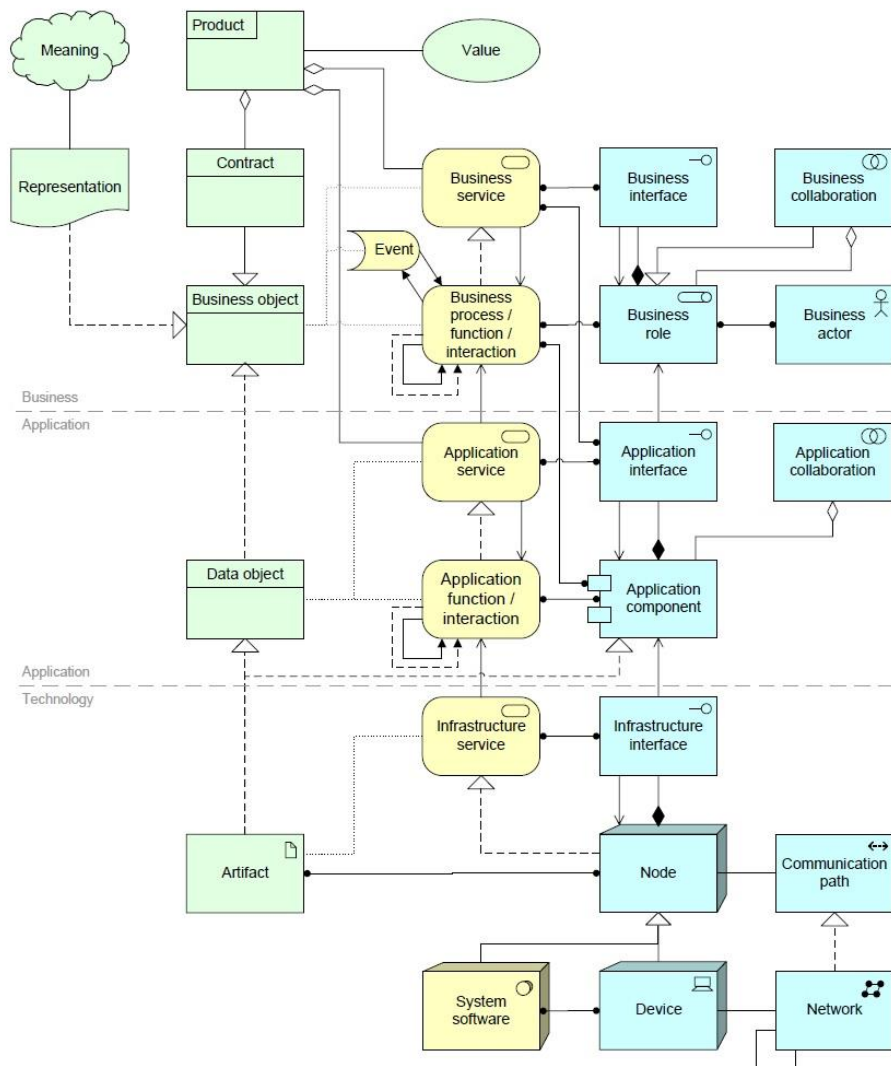 Meaning
Product
Value
Representation
Contract
Business
service
Business
interface
Business
collaboration
Event
Business object
Business
process /
function /
interaction
Business
role
Business
actor
Business
Application
Application
service
Application
interface
Application
collaboration
Data object
Application
function /
interaction
Application
component
Application
Technology
Infrastructure
service
Infrastructure
interface
Artifact
Node
Communication
path
System
software
Device
Network